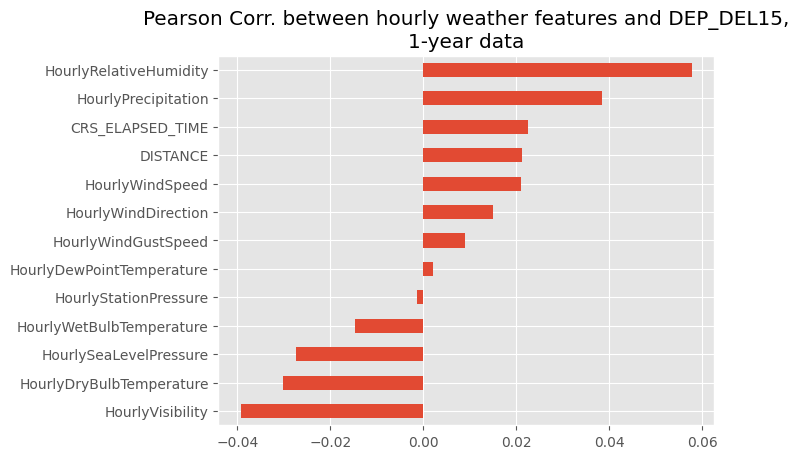 Pearson Corr. between hourly weather features and DEP_DEL15,
1-year data
HourlyRelativeHumidity
HourlyPrecipitation
CRS_ELAPSED_TIME
DISTANCE
HourlyWindSpeed
HourlyWindDirection
HourlyWindGustSpeed
HourlyDewPointTemperature
HourlyStationPressure
HourlyWetBulbTemperature
HourlySeaLevelPressure
HourlyDryBulbTemperature
HourlyVisibility
−0.04 −0.02 0.00 0.02 0.04 0.06